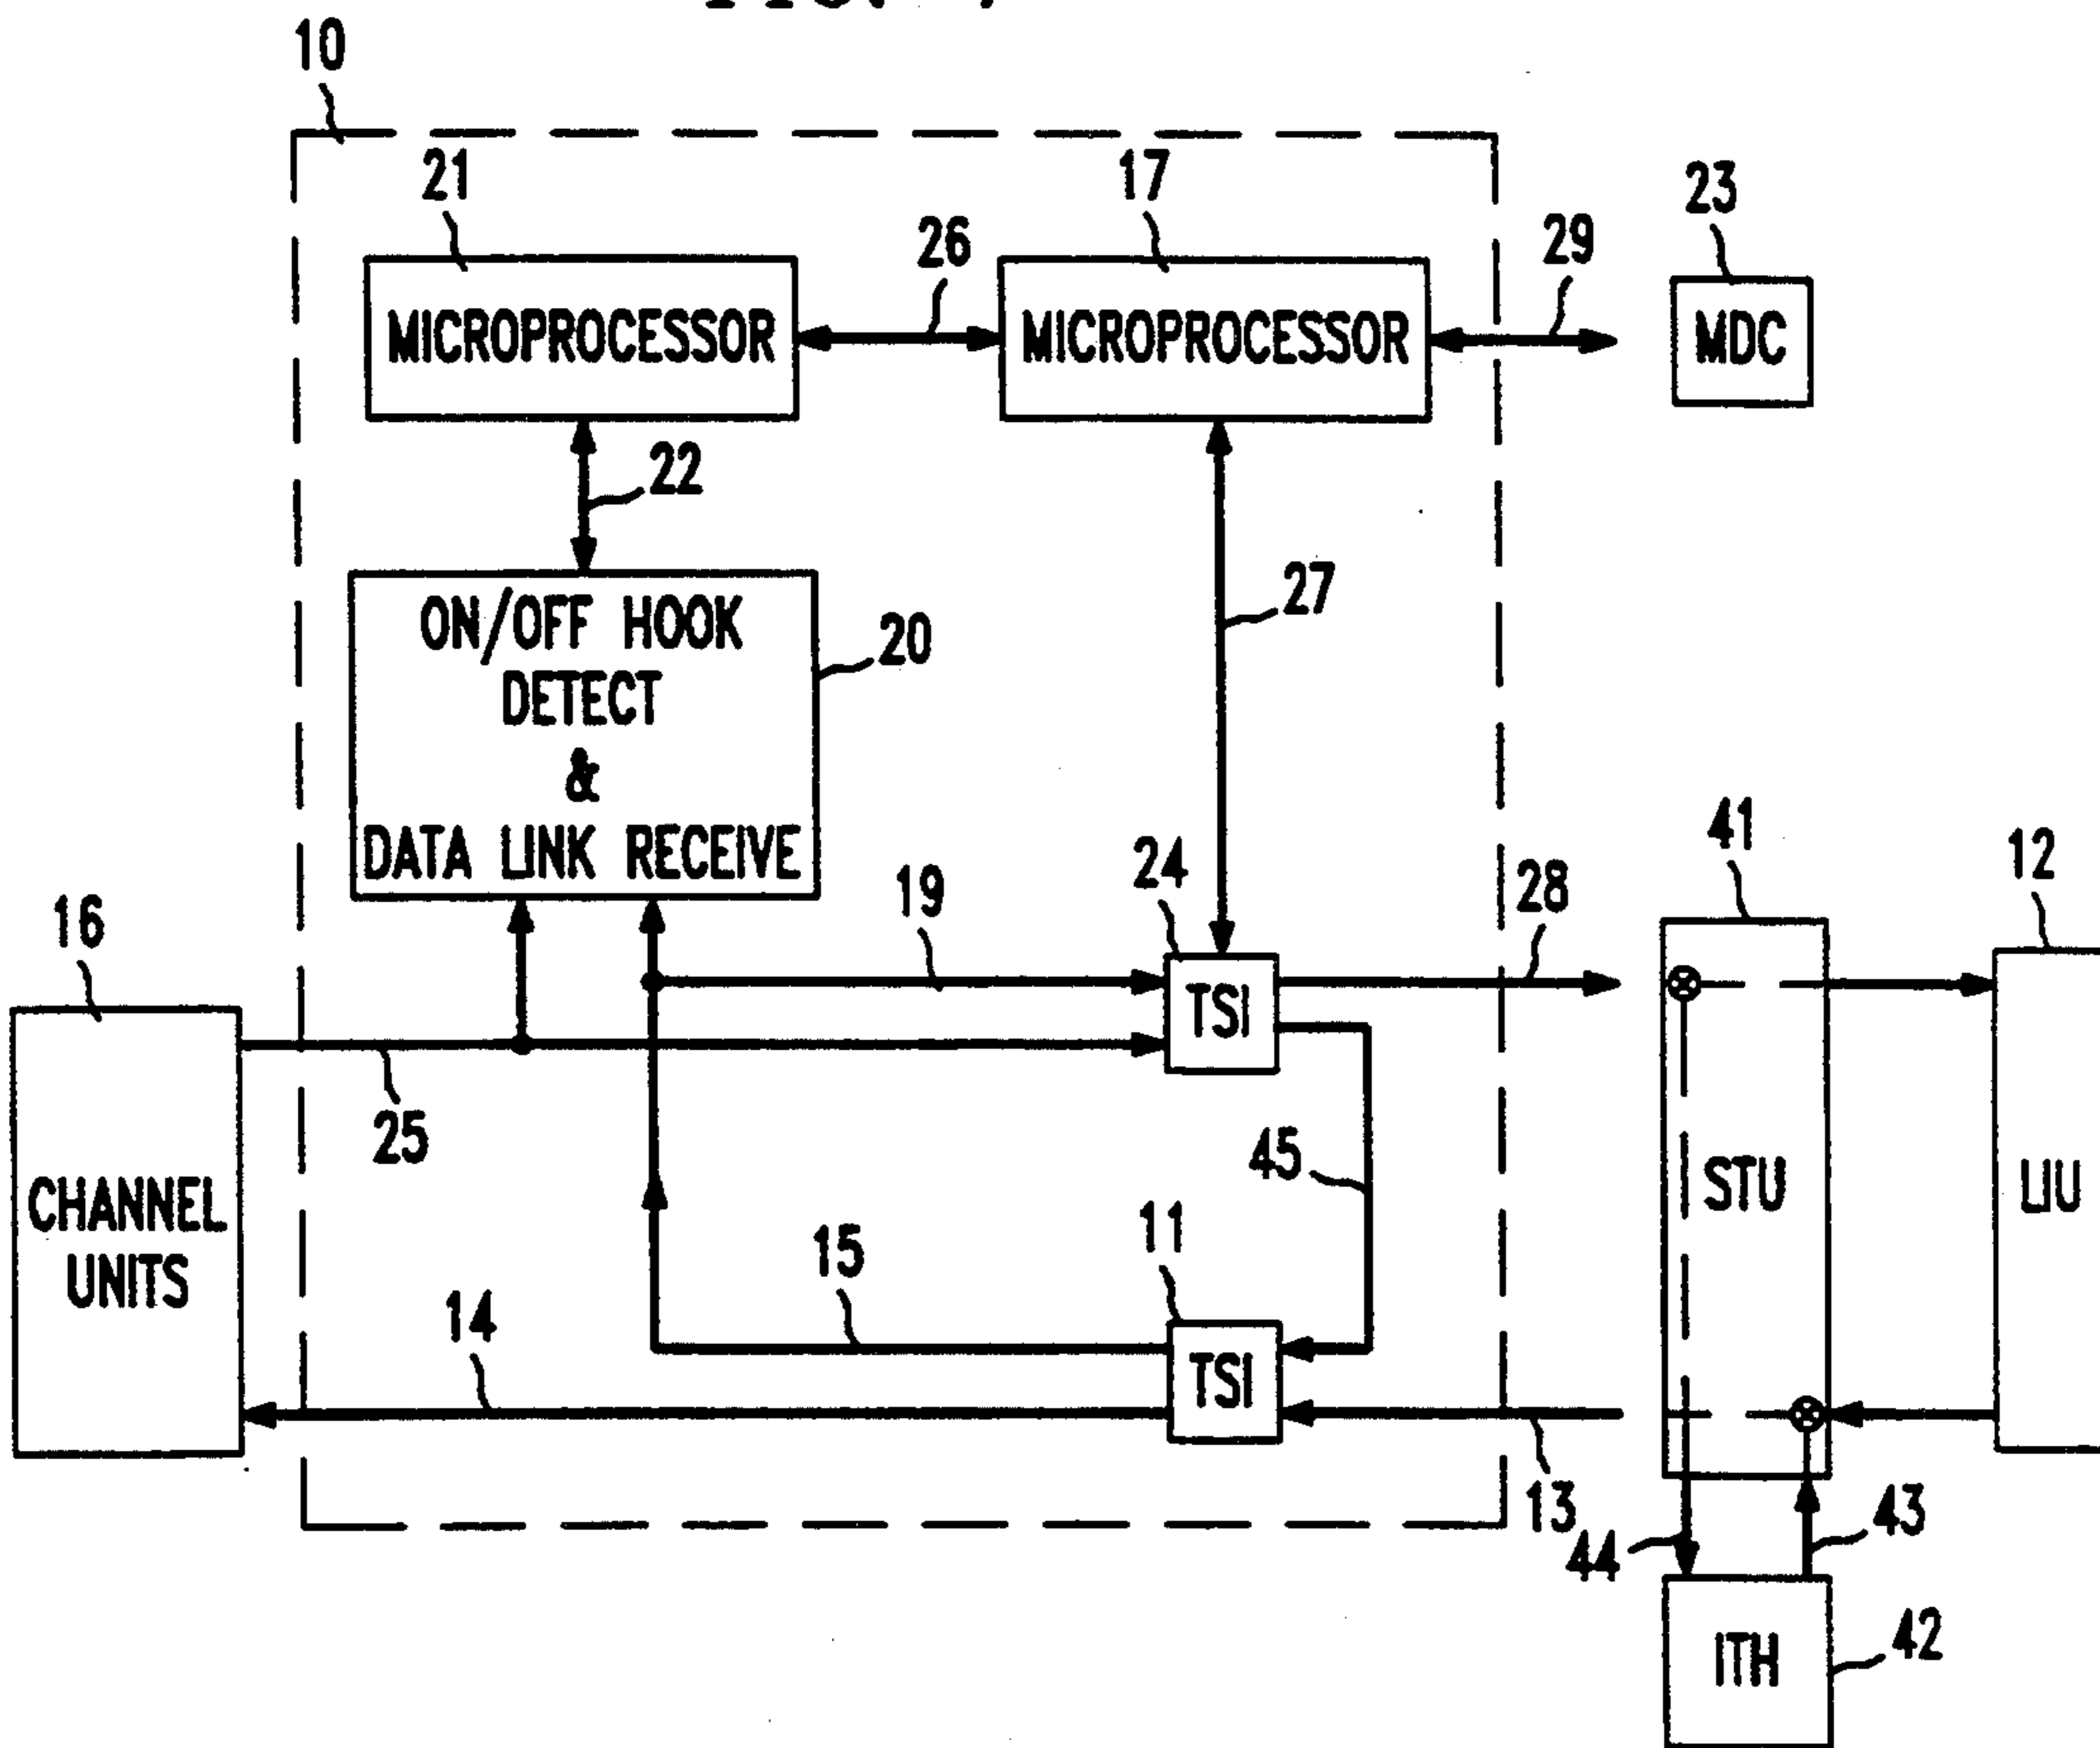 10
21
17
23
26
29
MICROPROCESSOR
MICROPROCESSOR
MDC
22
27
ON/OFF HOOK
DETECT
&
DATA LINK RECEIVE
20
41
12
24
19
28
16
TSI
25
45
STU
LIU
CHANNEL
UNITS
11
15
14
TSI
13
43
44
ITH
42